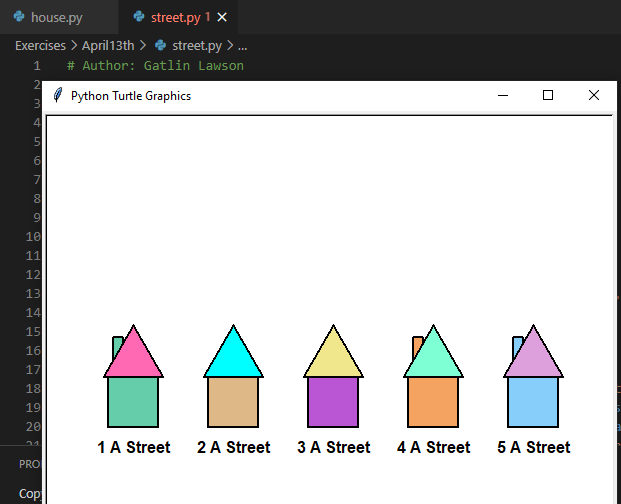 house.py street.py 1
Exercises > April13th > street.py > ...
1 # Author: Gatlin Lawson
2
Python Turtle Graphics
3
4
5
6
7
8
9
10
11
12
13
14
15
16
17
18
19
20
21
1 A Street 2 A Street 3 A Street 4 A Street 5 A Street
PRO
Cop